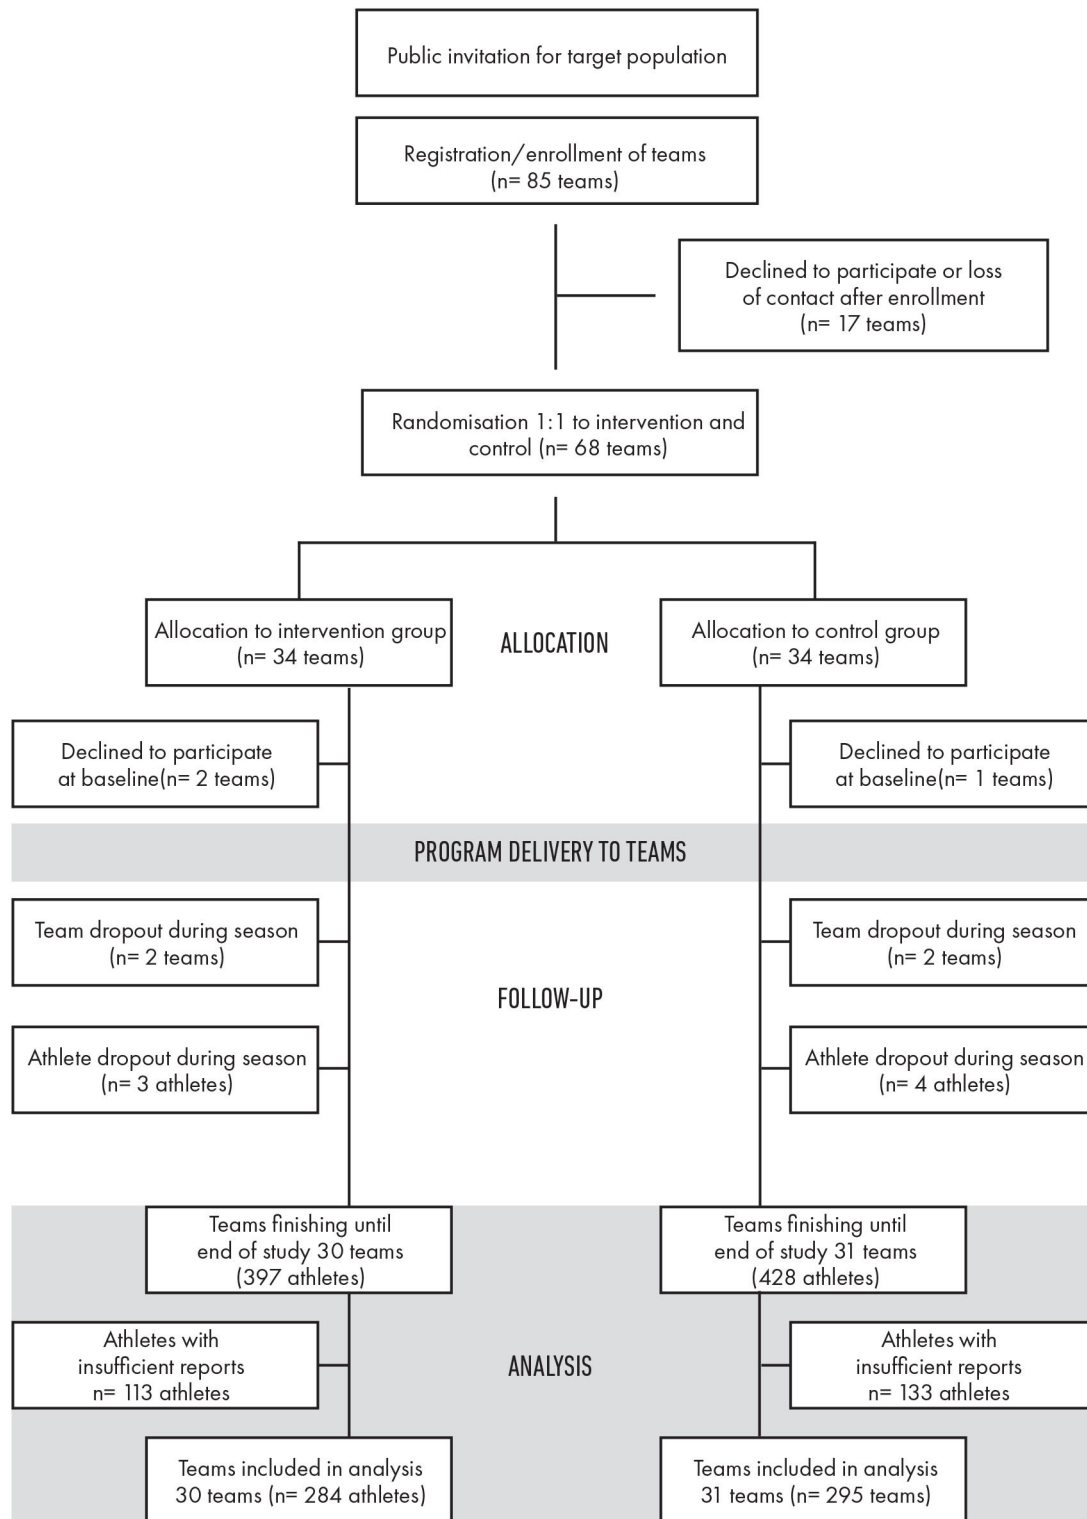 Public invitation for target population
Registration/enrollment of teams
(n= 85 teams)
Declined to participate or loss
of contact after enrollment
(n= 17 teams)
Randomisation 1:1 to intervention and
control (n= 68 teams)
Allocation to intervention group
(n= 34 teams)
ALLOCATION
Allocation to control group
(n= 34 teams)
Declined to participate
at baseline(n= 2 teams)
Declined to participate
at baseline(n= 1 teams)
PROGRAM DELIVERY TO TEAMS
Team dropout during season
(n= 2 teams)
Team dropout during season
(n= 2 teams)
FOLLOW-UP
Athlete dropout during season
(n= 3 athletes)
Athlete dropout during season
(n= 4 athletes)
Teams finishing until
end of study 30 teams
(397 athletes)
Teams finishing until
end of study 31 teams
(428 athletes)
Athletes with
insufficient reports
n= 113 athletes
ANALYSIS
Athletes with
insufficient reports
n= 133 athletes
Teams included in analysis
30 teams (n= 284 athletes)
Teams included in analysis
31 teams (n= 295 teams)